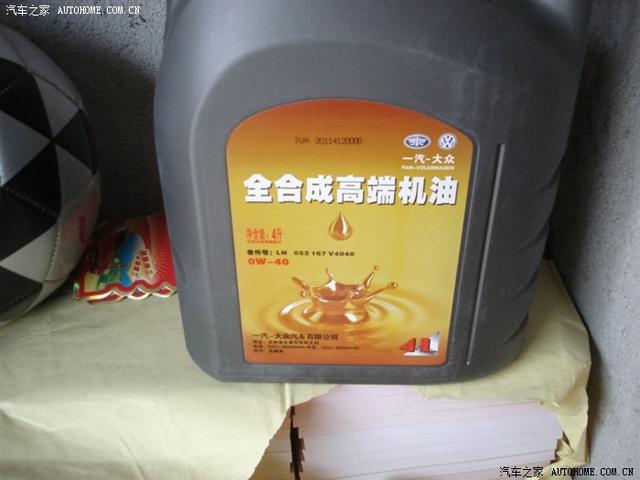 汽车之家 AUTOHOME.COM.CN
7UH 20114120000
一汽-大众
FAW-VOLKSWAGEN
全合成高端机油
净含量：4升
备件号：LN 052 167 V4040
0W-40
一汽-大众汽车有限公司
4L
汽车之家 AUTOHOME.COM.CN